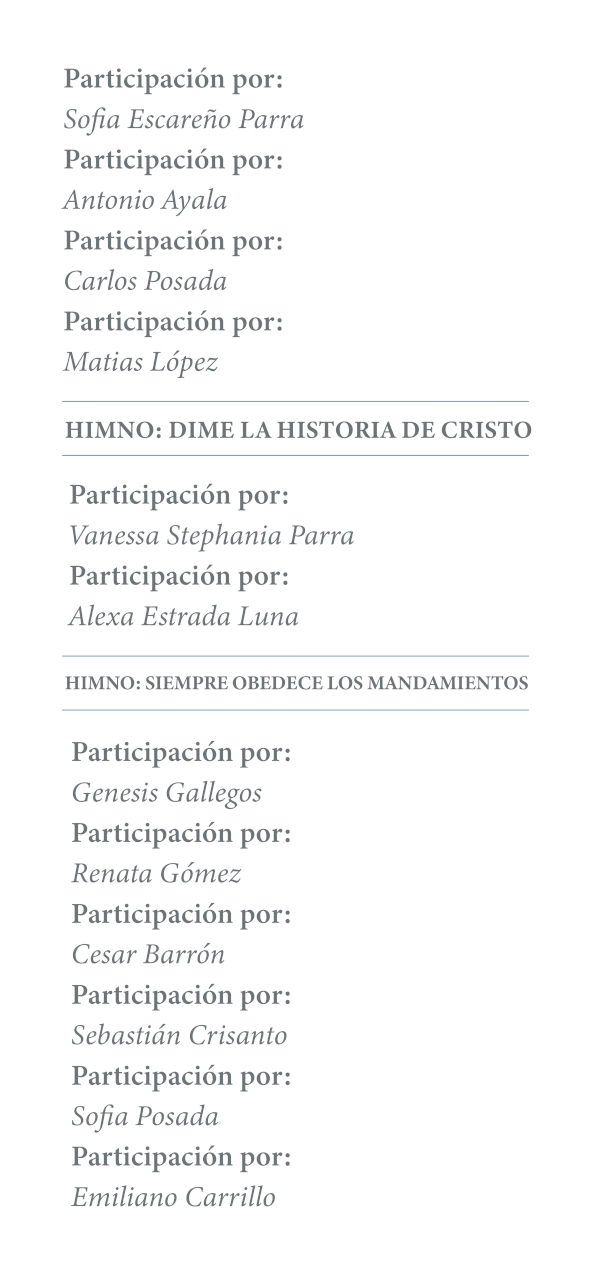 Participación por:
Sofia Escareño Parra
Participación por:
Antonio Ayala
Participación por:
Carlos Posada
Participación por:
Matias López
HIMNO: DIME LA HISTORIA DE CRISTO
Participación por:
Vanessa Stephania Parra
Participación por:
Alexa Estrada Luna
HIMNO: SIEMPRE OBEDECE LOS MANDAMIENTOS
Participación por:
Genesis Gallegos
Participación por:
Renata Gómez
Participación por:
Cesar Barrón
Participación por:
Sebastián Crisanto
Participación por:
Sofia Posada
Participación por:
Emiliano Carrillo